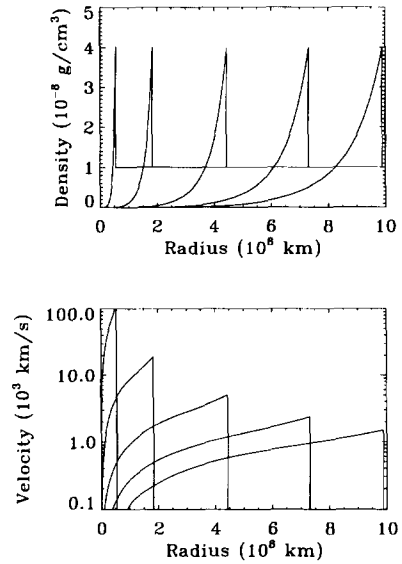 5
4
3
2
1
0
Density (10⁻⁸ g/cm³)
0 2 4 6 8 10
Radius (10⁸ km)
100.0
10.0
1.0
0.1
Velocity (10³ km/s)
0 2 4 6 8 10
Radius (10⁸ km)